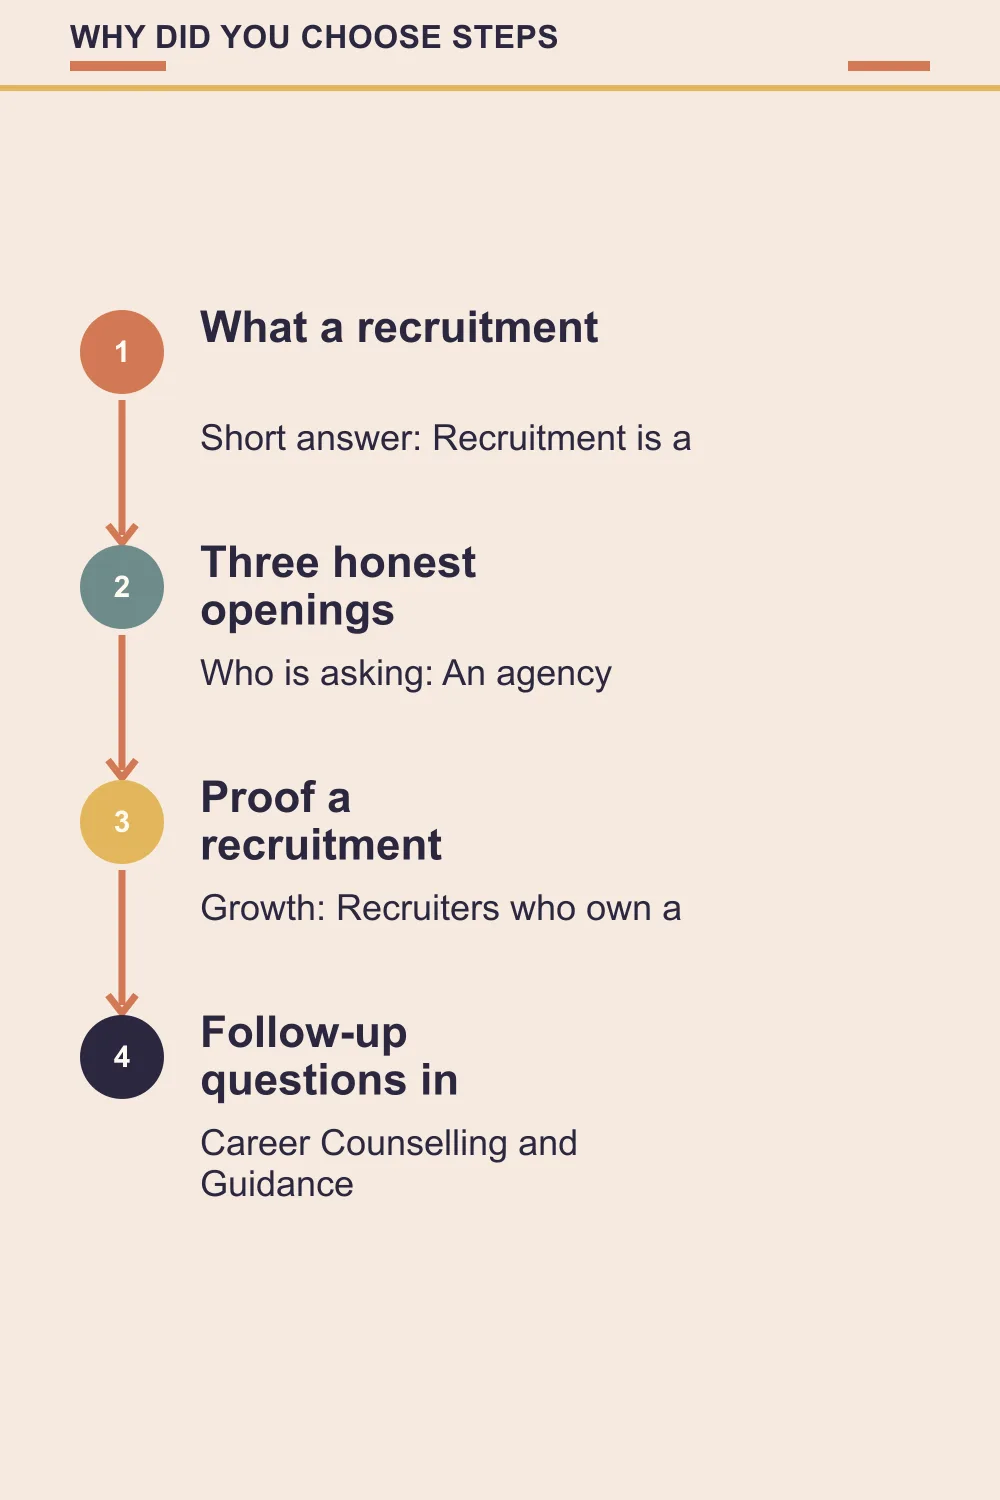 WHY DID YOU CHOOSE STEPS
1
What a recruitment
Short answer: Recruitment is a
2
Three honest
openings
Who is asking: An agency
3
Proof a
recruitment
Growth: Recruiters who own a
4
Follow-up
questions in
Career Counselling and
Guidance